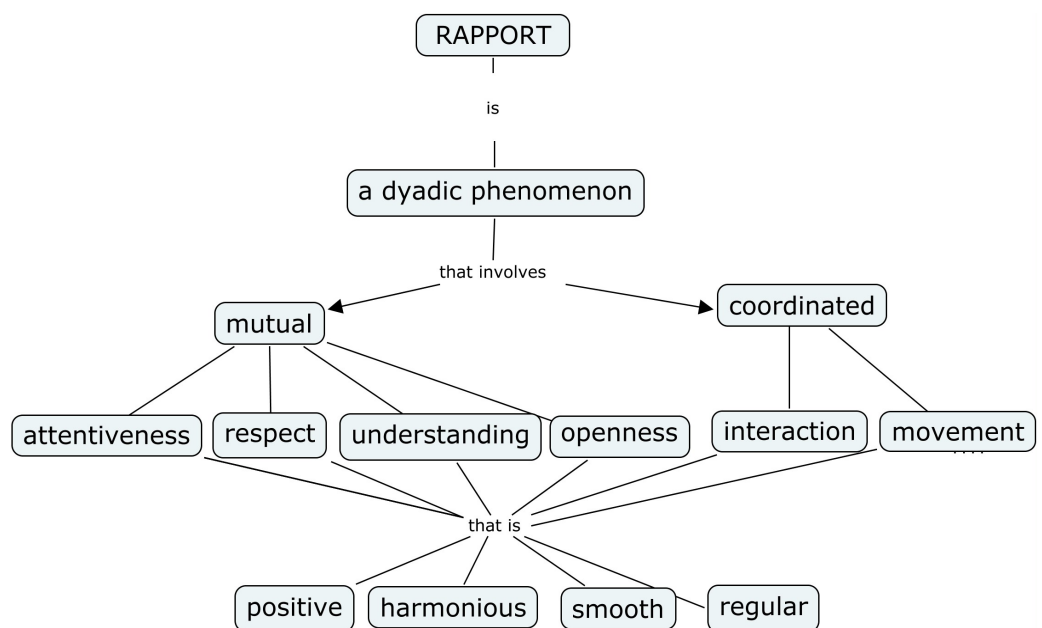 RAPPORT
is
a dyadic phenomenon
that involves
mutual
coordinated
attentiveness
respect
understanding
openness
interaction
movement
that is
positive
harmonious
smooth
regular